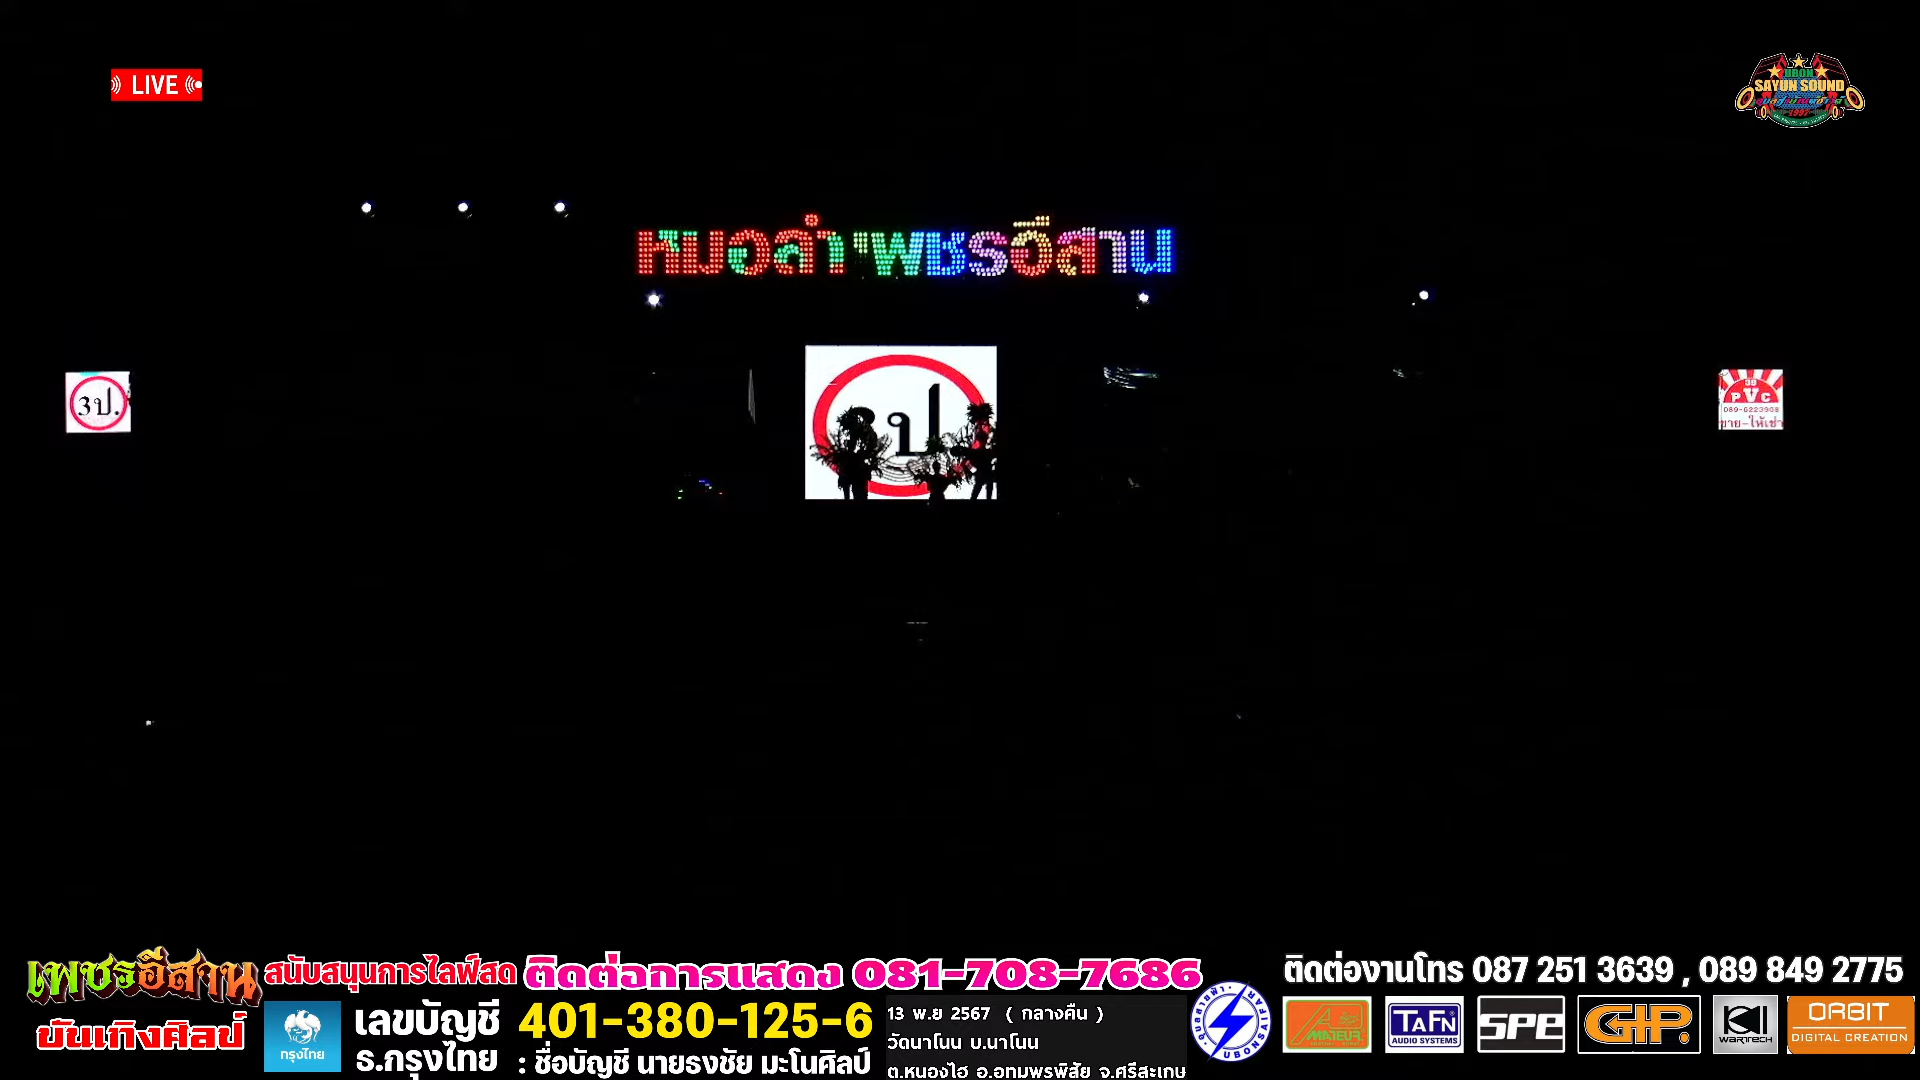 LIVE
UBON
SAYUN SOUND
1997
หมอลำเพชรอีสาน
3ป.
3ป
39
PVC
089-6223908
ขาย-ให้เช่า
เพชรอีสาน
บันเทิงศิลป์
สนับสนุนการไลฟ์สด
ติดต่อการแสดง 081-708-7686
กรุงไทย
เลขบัญชี 401-380-125-6
ธ.กรุงไทย : ชื่อบัญชี นายธงชัย มะโนศิลป์
13 พ.ย 2567 ( กลางคืน )
วัดนาโนน บ.นาโนน
ต.หนองไฮ อ.อุทุมพรพิสัย จ.ศรีสะเกษ
ติดต่องานโทร 087 251 3639 , 089 849 2775
AMATEUR
TAFN
AUDIO SYSTEMS
SPE
GIP.
WARTECH
ORBIT
DIGITAL CREATION